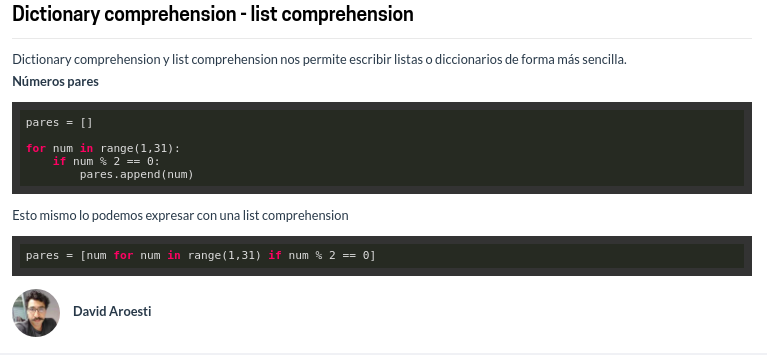 Dictionary comprehension - list comprehension
Dictionary comprehension y list comprehension nos permite escribir listas o diccionarios de forma más sencilla.
Números pares
pares = []
for num in range(1,31):
    if num % 2 == 0:
        pares.append(num)
Esto mismo lo podemos expresar con una list comprehension
pares = [num for num in range(1,31) if num % 2 == 0]
David Aroesti